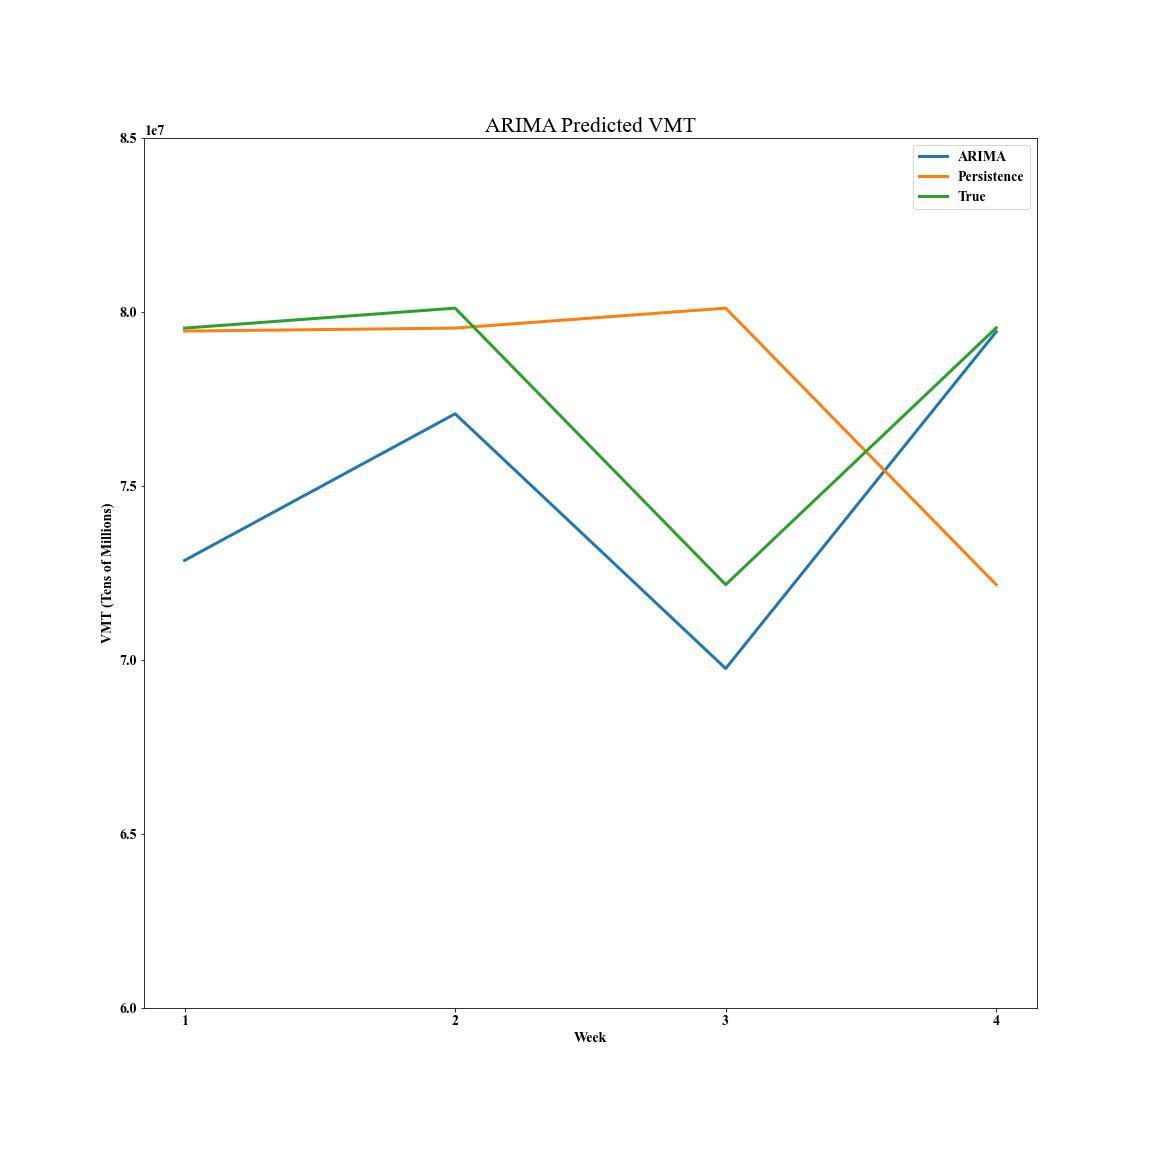 ARIMA Predicted VMT
1e7
8.5
8.0
7.5
7.0
6.5
6.0
VMT (Tens of Millions)
ARIMA
Persistence
True
1 2 3 4
Week